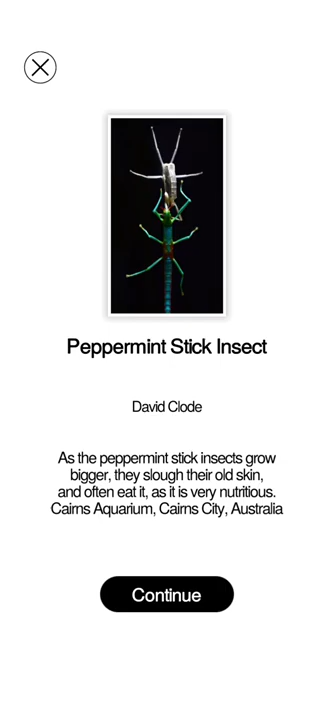 Peppermint Stick Insect
David Clode
As the peppermint stick insects grow
bigger, they slough their old skin,
and often eat it, as it is very nutritious.
Cairns Aquarium, Cairns City, Australia
Continue